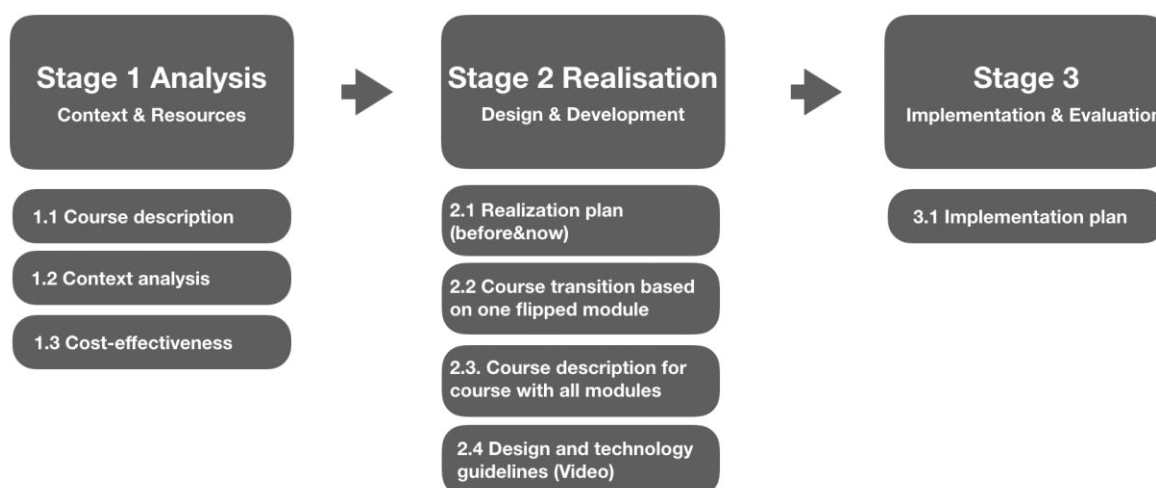 Stage 1 Analysis
Context & Resources
1.1 Course description
1.2 Context analysis
1.3 Cost-effectiveness
Stage 2 Realisation
Design & Development
2.1 Realization plan
(before&now)
2.2 Course transition based
on one flipped module
2.3. Course description for
course with all modules
2.4 Design and technology
guidelines (Video)
Stage 3
Implementation & Evaluation
3.1 Implementation plan